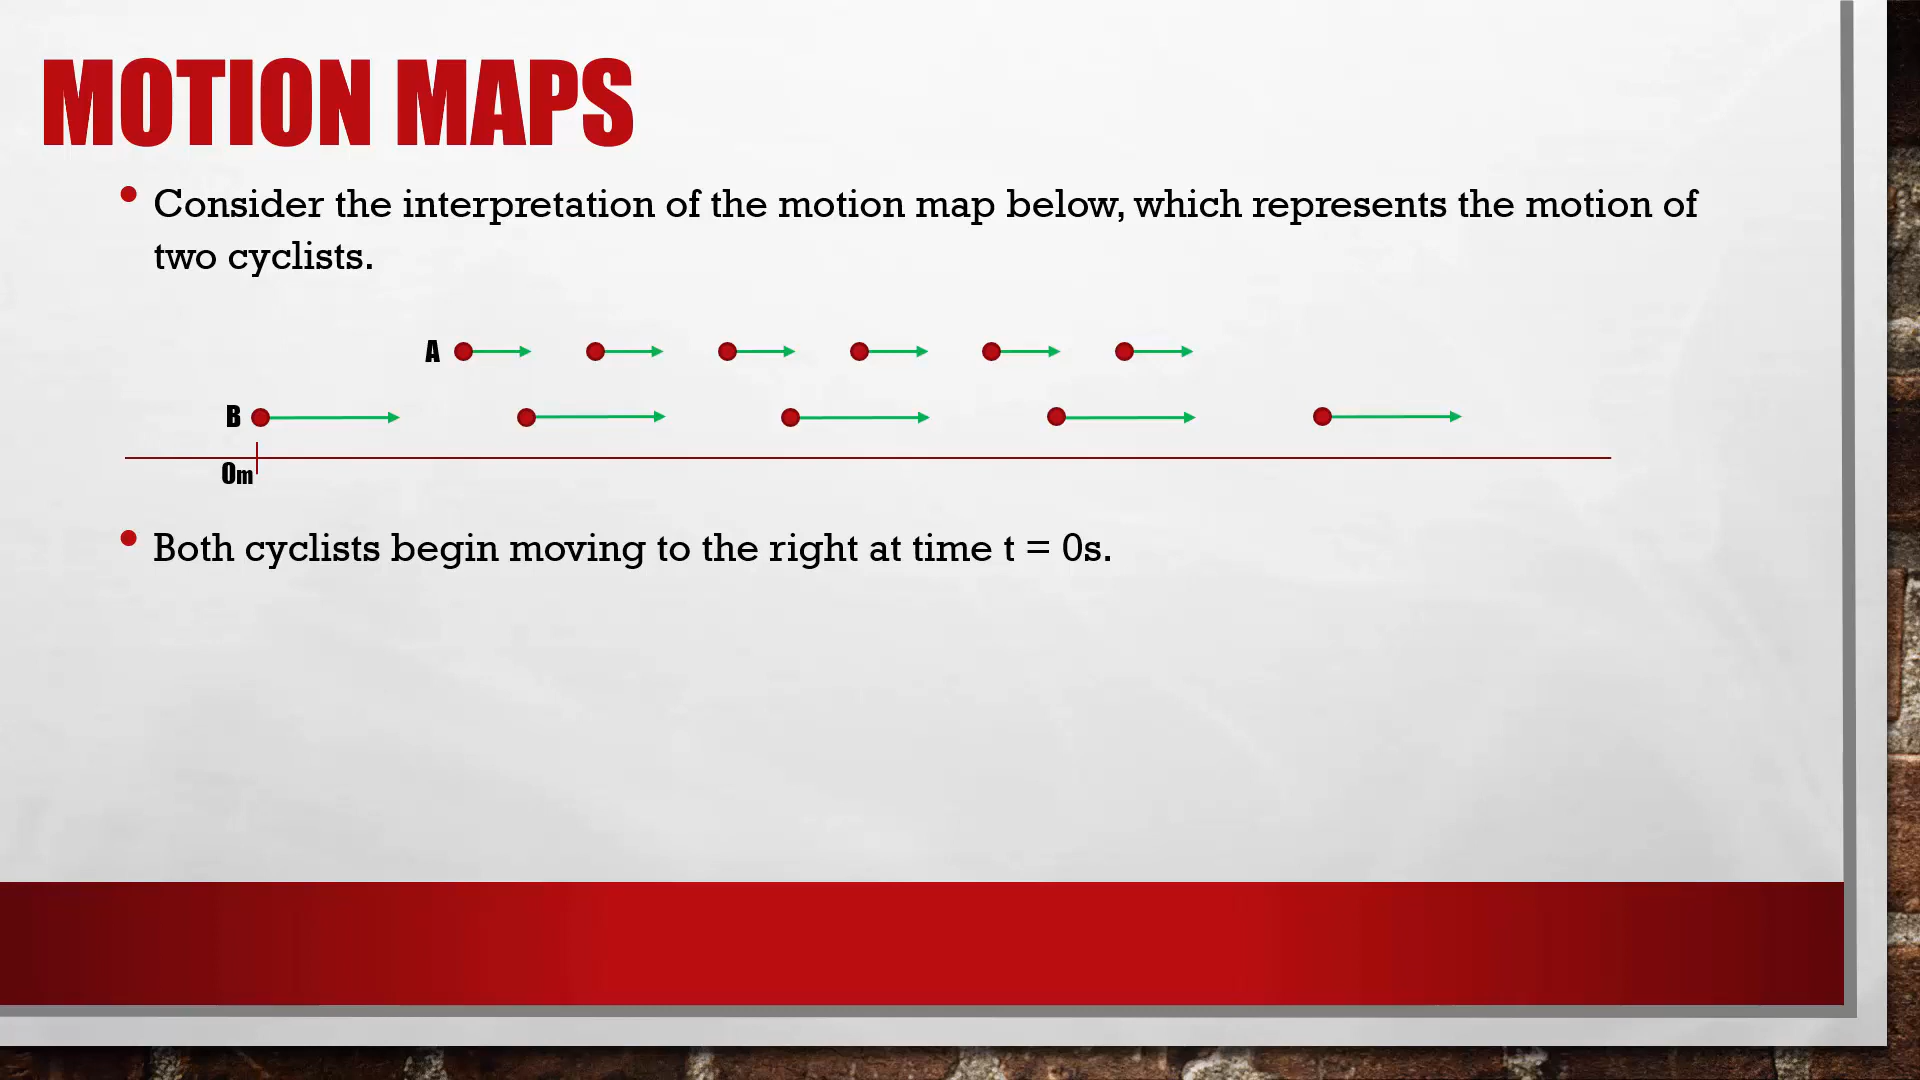 MOTION MAPS
• Consider the interpretation of the motion map below, which represents the motion of
two cyclists.
A
B
0m
• Both cyclists begin moving to the right at time t = 0s.